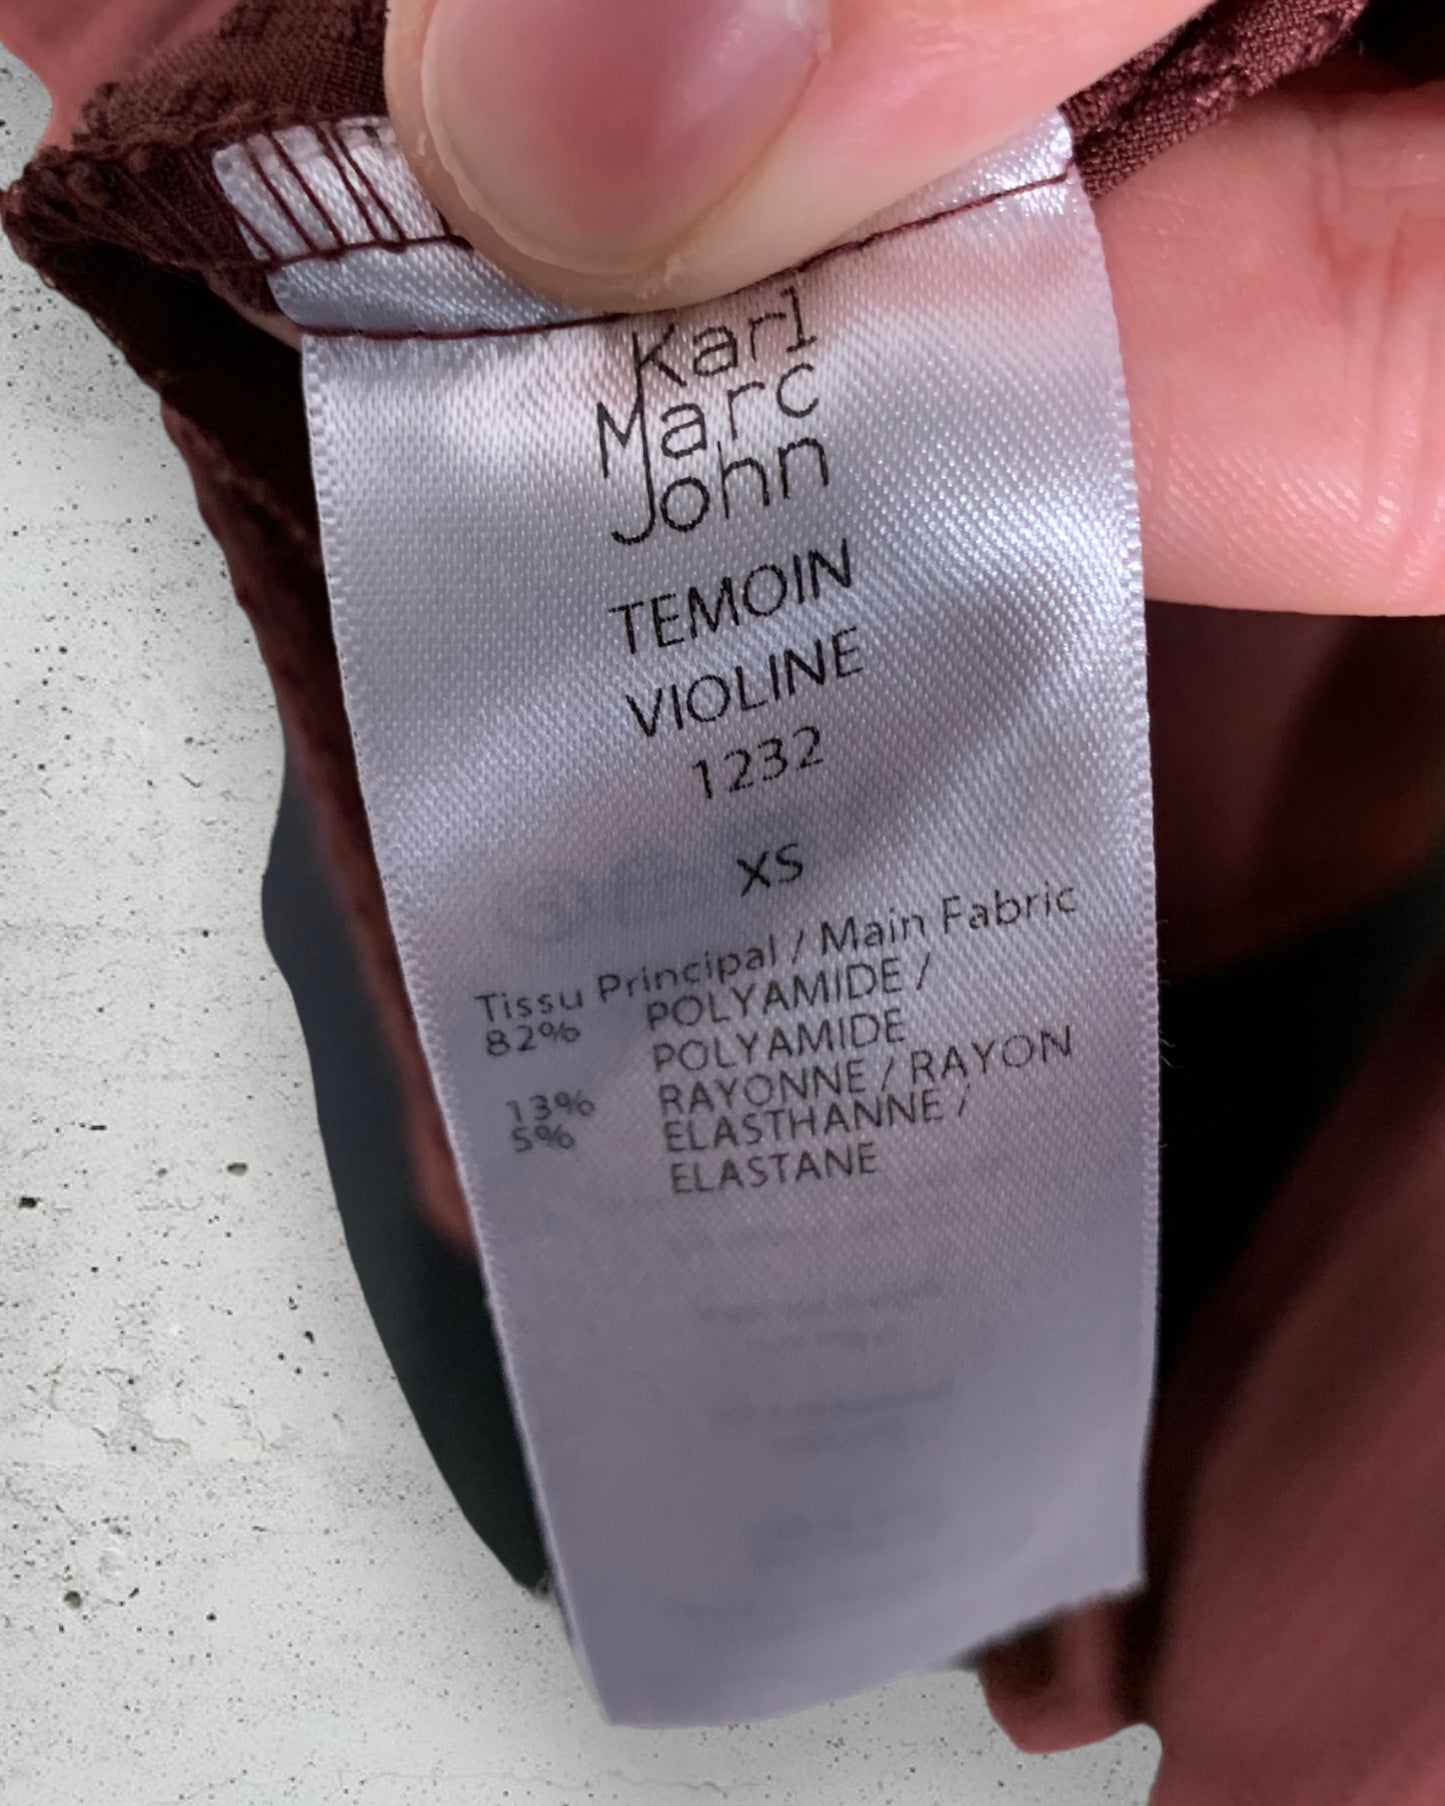 Karl
Marc
John
TEMOIN
VIOLINE
1232
XS
Tissu Principal / Main Fabric
82% POLYAMIDE /
POLYAMIDE
13% RAYONNE / RAYON
5% ELASTHANNE /
ELASTANE